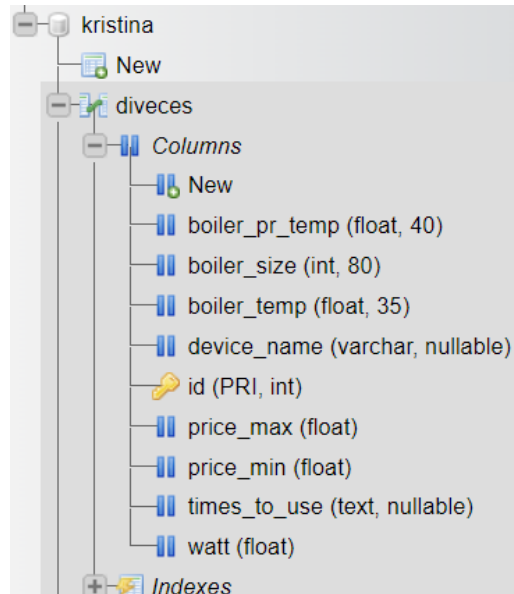 kristina
New
diveces
Columns
New
boiler_pr_temp (float, 40)
boiler_size (int, 80)
boiler_temp (float, 35)
device_name (varchar, nullable)
id (PRI, int)
price_max (float)
price_min (float)
times_to_use (text, nullable)
watt (float)
Indexes